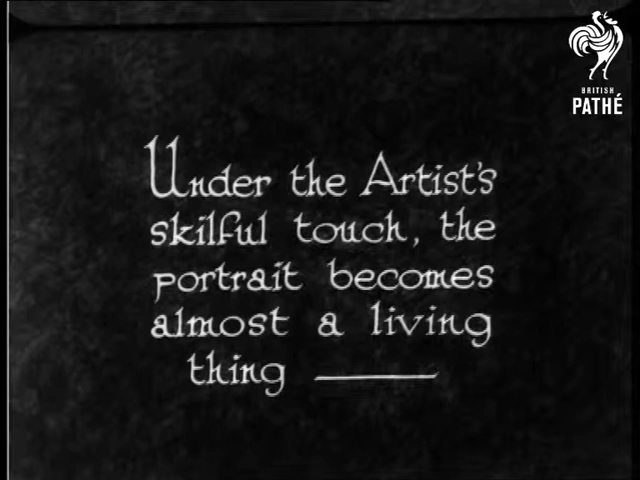 BRITISH
PATHÉ
Under the Artist's
skilful touch, the
portrait becomes
almost a living
thing ———